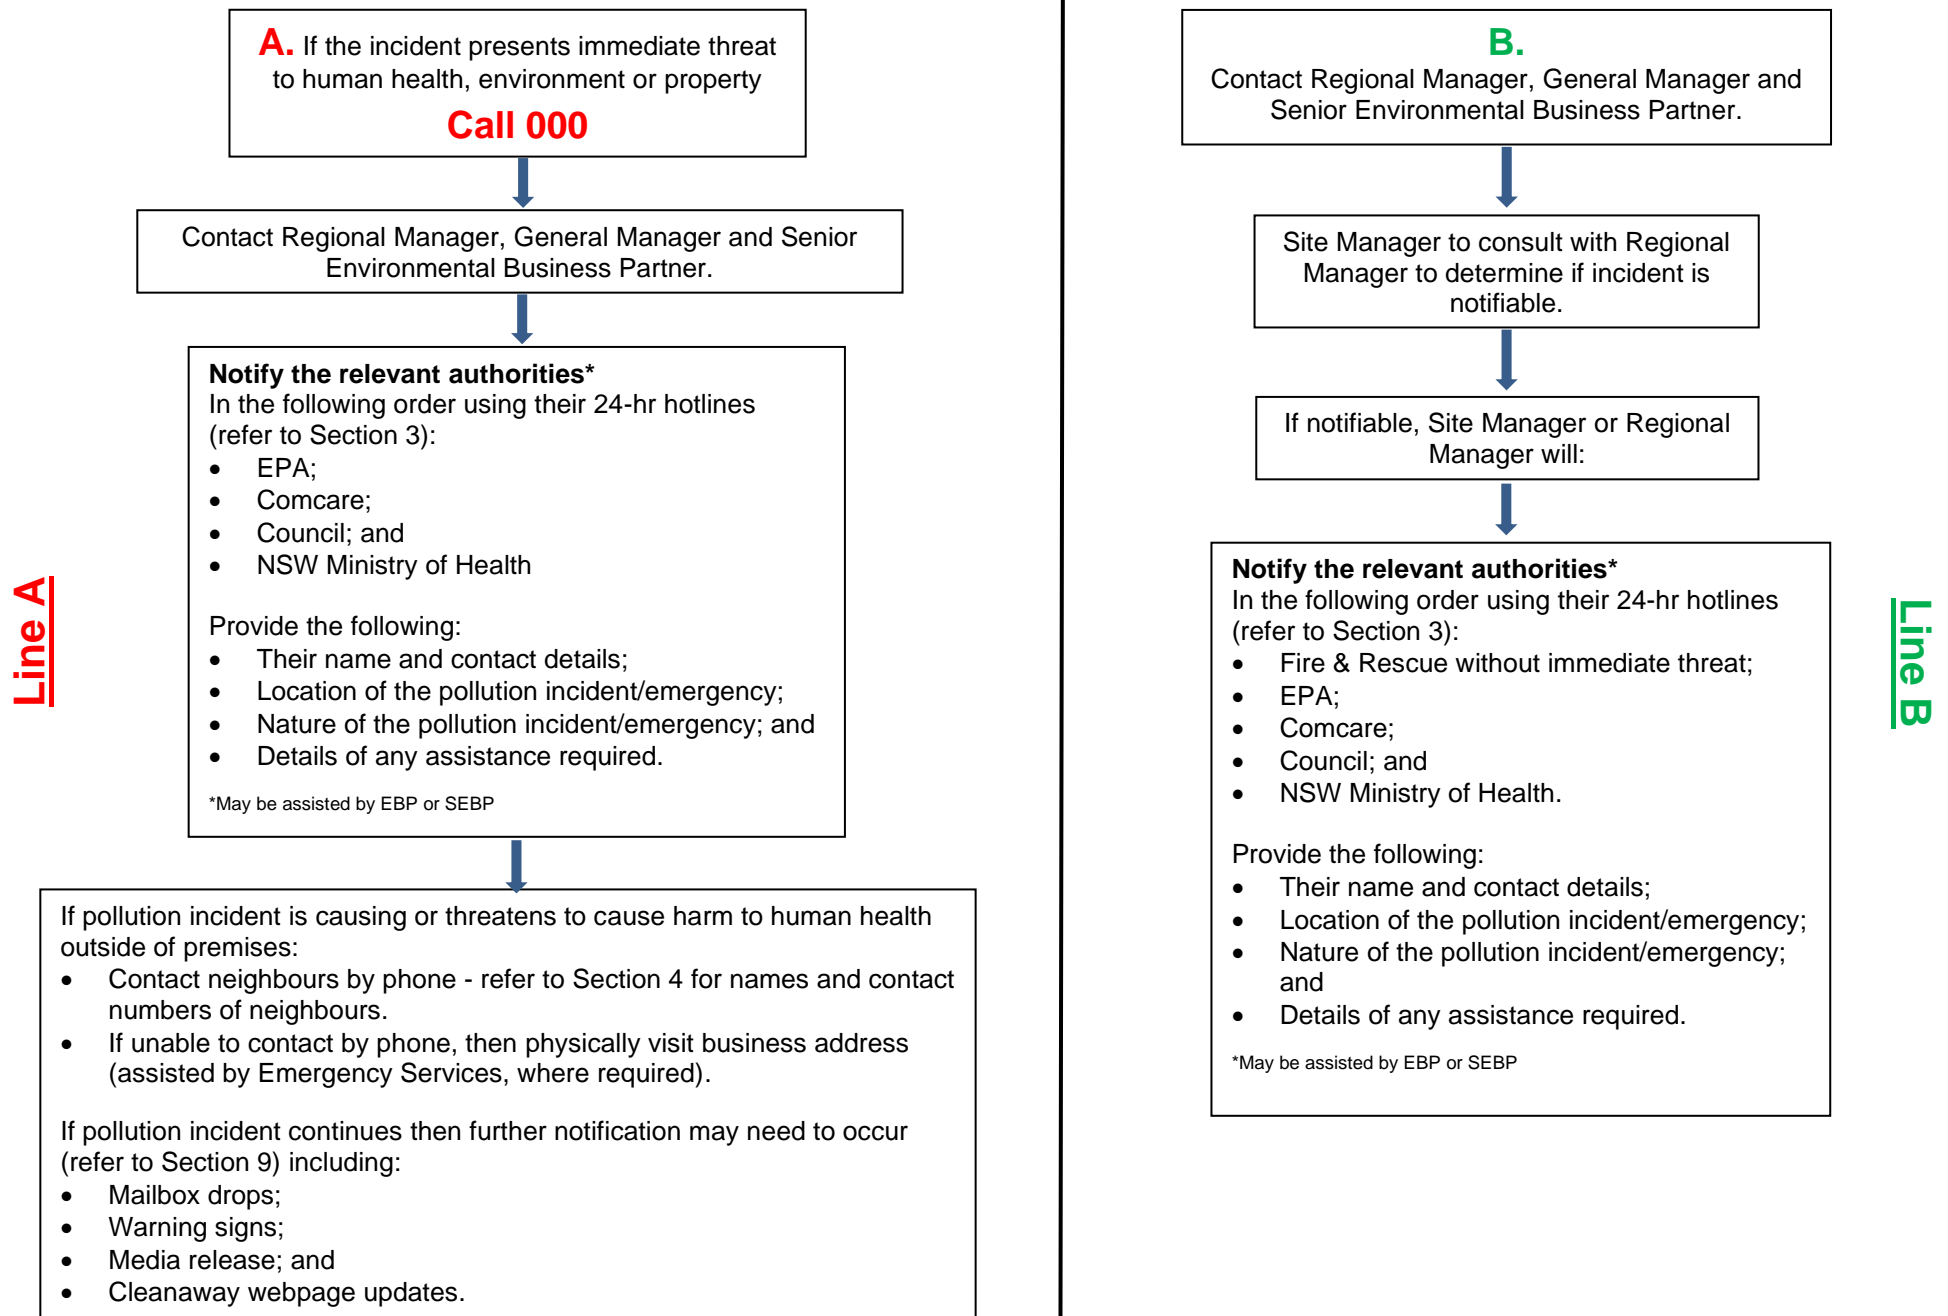 A. If the incident presents immediate threat
to human health, environment or property
Call 000
Contact Regional Manager, General Manager and Senior
Environmental Business Partner.
Notify the relevant authorities*
In the following order using their 24-hr hotlines
(refer to Section 3):
• EPA;
• Comcare;
• Council; and
• NSW Ministry of Health
Provide the following:
• Their name and contact details;
• Location of the pollution incident/emergency;
• Nature of the pollution incident/emergency; and
• Details of any assistance required.
*May be assisted by EBP or SEBP
If pollution incident is causing or threatens to cause harm to human health
outside of premises:
• Contact neighbours by phone - refer to Section 4 for names and contact
numbers of neighbours.
• If unable to contact by phone, then physically visit business address
(assisted by Emergency Services, where required).
If pollution incident continues then further notification may need to occur
(refer to Section 9) including:
• Mailbox drops;
• Warning signs;
• Media release; and
• Cleanaway webpage updates.
Line A
B.
Contact Regional Manager, General Manager and
Senior Environmental Business Partner.
Site Manager to consult with Regional
Manager to determine if incident is
notifiable.
If notifiable, Site Manager or Regional
Manager will:
Notify the relevant authorities*
In the following order using their 24-hr hotlines
(refer to Section 3):
• Fire & Rescue without immediate threat;
• EPA;
• Comcare;
• Council; and
• NSW Ministry of Health.
Provide the following:
• Their name and contact details;
• Location of the pollution incident/emergency;
• Nature of the pollution incident/emergency;
and
• Details of any assistance required.
*May be assisted by EBP or SEBP
Line B